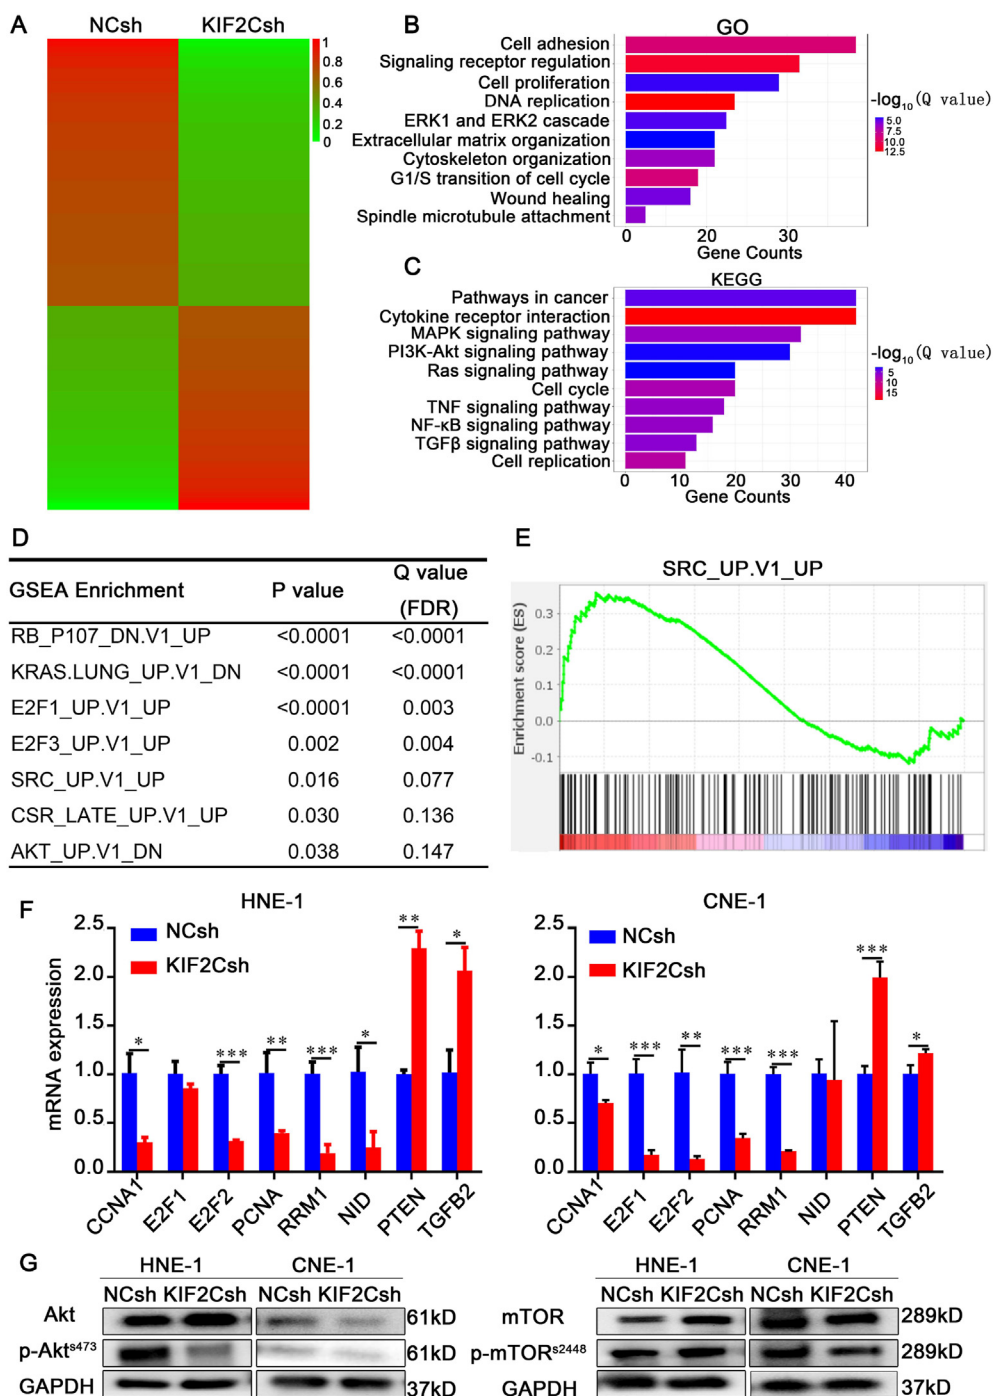 A
NCsh KIF2Csh
1
0.8
0.6
0.4
0.2
0
B
GO
Cell adhesion
Signaling receptor regulation
Cell proliferation
DNA replication
ERK1 and ERK2 cascade
Extracellular matrix organization
Cytoskeleton organization
G1/S transition of cell cycle
Wound healing
Spindle microtubule attachment
0 20 30
Gene Counts
-log10(Q value)
5.0
7.5
10.0
12.5
C
KEGG
Pathways in cancer
Cytokine receptor interaction
MAPK signaling pathway
PI3K-Akt signaling pathway
Ras signaling pathway
Cell cycle
TNF signaling pathway
NF-κB signaling pathway
TGFβ signaling pathway
Cell replication
0 10 20 30 40
Gene Counts
-log10(Q value)
5
10
15
D
GSEA Enrichment P value Q value
(FDR)
RB_P107_DN.V1_UP <0.0001 <0.0001
KRAS.LUNG_UP.V1_DN <0.0001 <0.0001
E2F1_UP.V1_UP <0.0001 0.003
E2F3_UP.V1_UP 0.002 0.004
SRC_UP.V1_UP 0.016 0.077
CSR_LATE_UP.V1_UP 0.030 0.136
AKT_UP.V1_DN 0.038 0.147
E
SRC_UP.V1_UP
Enrichment score (ES)
0.3
0.2
0.1
0.0
-0.1
F
HNE-1
mRNA expression
2.5
2.0
1.5
1.0
0.5
0.0
NCsh
KIF2Csh
* *** ** *** * ** *
CCNA1 E2F1 E2F2 PCNA RRM1 NID PTEN TGFB2
CNE-1
2.5
2.0
1.5
1.0
0.5
0.0
NCsh
KIF2Csh
* *** ** *** *** *** *
CCNA1 E2F1 E2F2 PCNA RRM1 NID PTEN TGFB2
G
HNE-1 CNE-1
NCsh KIF2Csh NCsh KIF2Csh
Akt 61kD
p-Akts473 61kD
GAPDH 37kD
HNE-1 CNE-1
NCsh KIF2Csh NCsh KIF2Csh
mTOR 289kD
p-mTORs2448 289kD
GAPDH 37kD